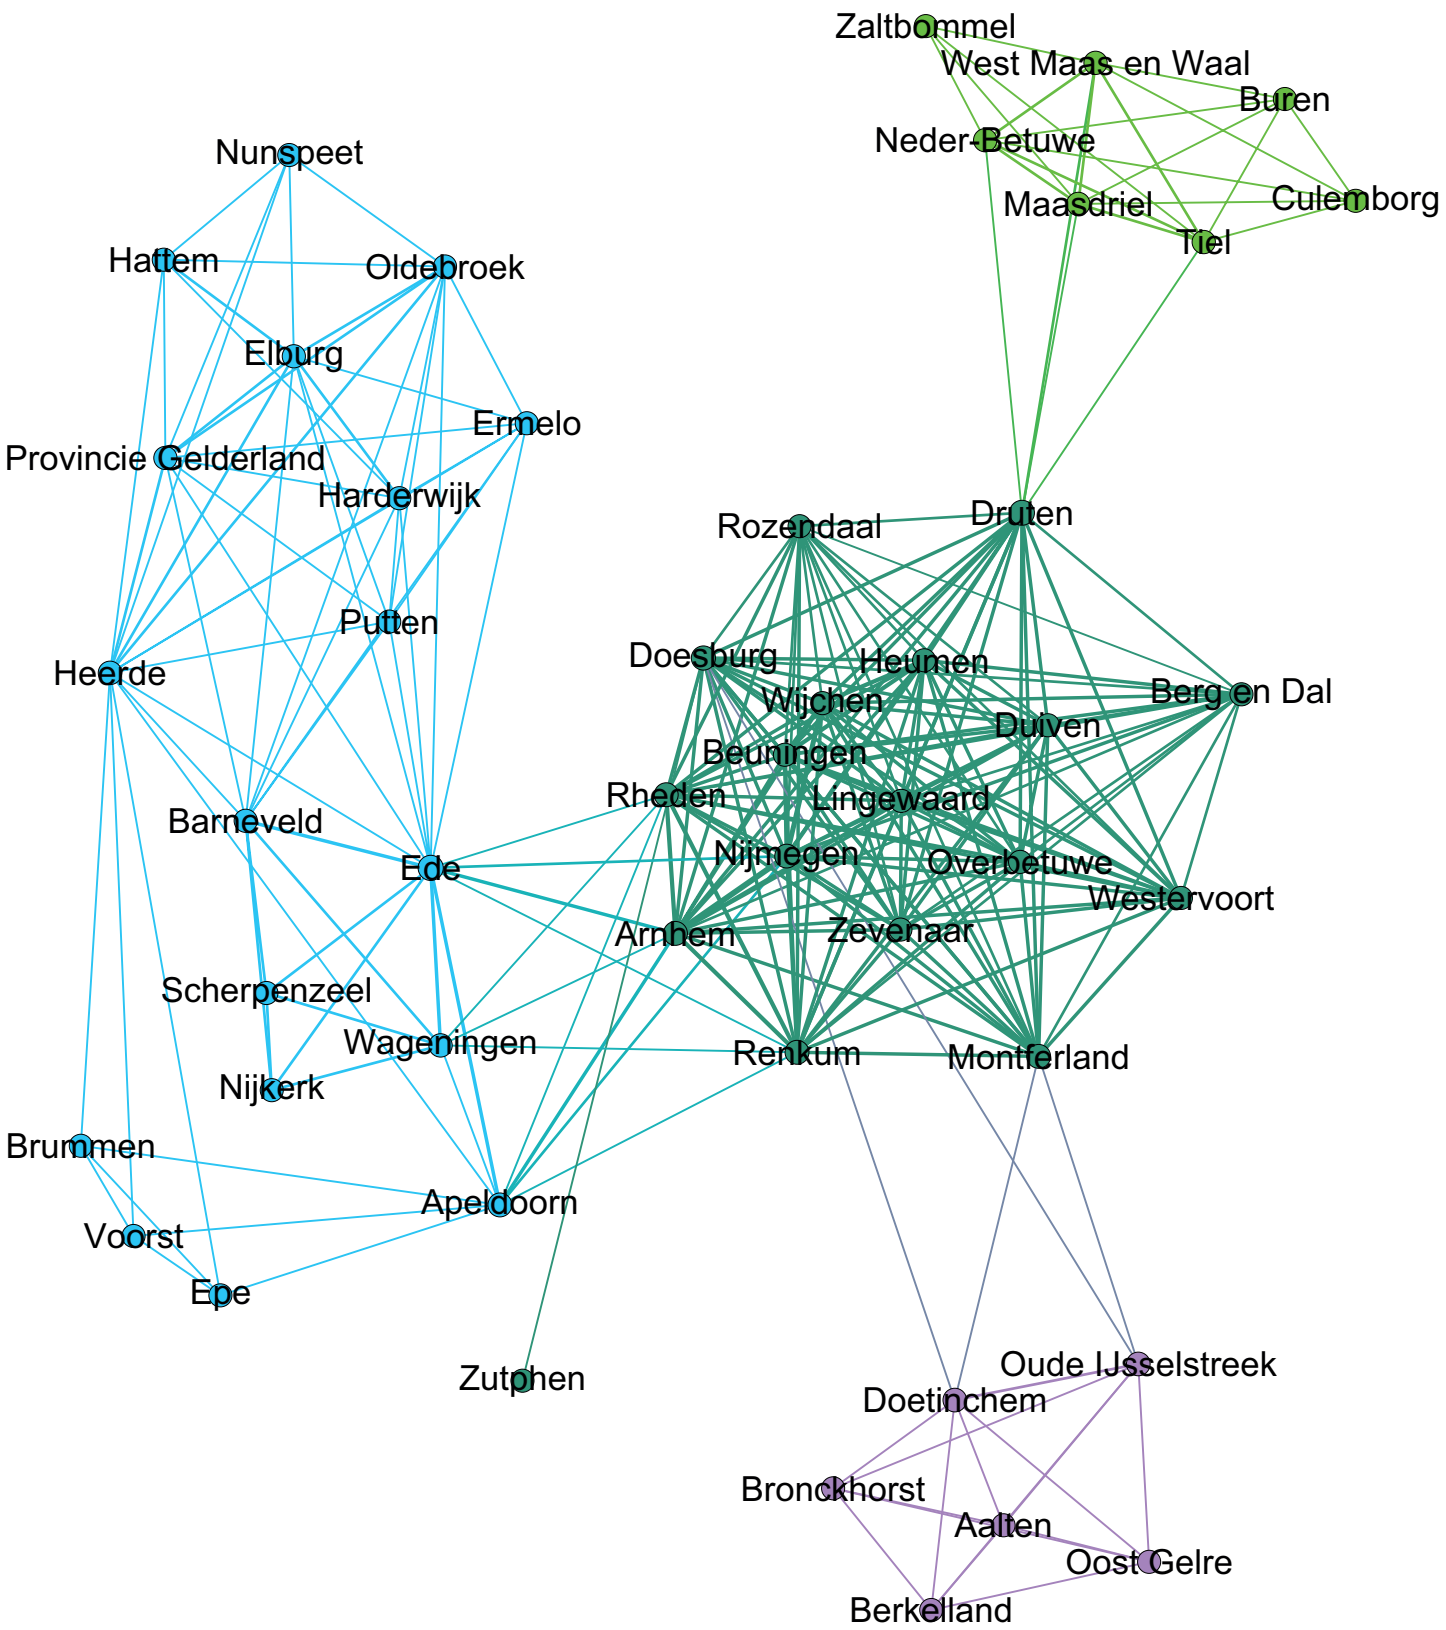 Zaltbommel
West Maas en Waal
Buren
Neder-Betuwe
Nunspeet
Culemborg
Maasdriel
Tiel
Hattem
Oldebroek
Elburg
Ermelo
Provincie Gelderland
Harderwijk
Druten
Rozendaal
Putten
Doesburg
Heumen
Heerde
Berg en Dal
Wijchen
Duiven
Beuningen
Rheden
Lingewaard
Barneveld
Nijmegen
Overbetuwe
Ede
Westervoort
Arnhem
Zevenaar
Scherpenzeel
Wageningen
Renkum
Montferland
Nijkerk
Brummen
Apeldoorn
Voorst
Epe
Oude IJsselstreek
Zutphen
Doetinchem
Bronckhorst
Aalten
Oost Gelre
Berkelland